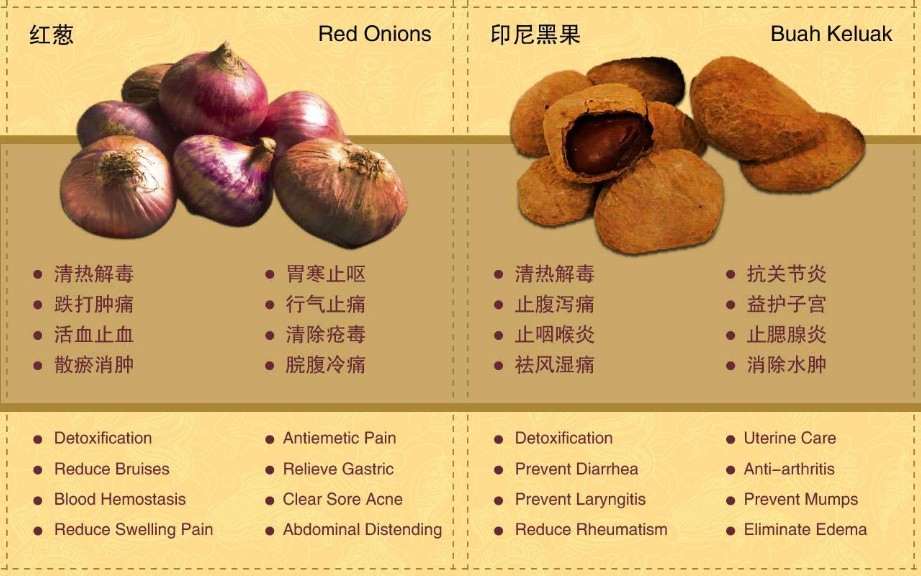 红葱
Red Onions
清热解毒
跌打肿痛
活血止血
散瘀消肿
胃寒止呕
行气止痛
清除疮毒
脘腹冷痛
Detoxification
Reduce Bruises
Blood Hemostasis
Reduce Swelling Pain
Antiemetic Pain
Relieve Gastric
Clear Sore Acne
Abdominal Distending
印尼黑果
Buah Keluak
清热解毒
止腹泻痛
止咽喉炎
祛风湿痛
抗关节炎
益护子宫
止腮腺炎
消除水肿
Detoxification
Prevent Diarrhea
Prevent Laryngitis
Reduce Rheumatism
Uterine Care
Anti–arthritis
Prevent Mumps
Eliminate Edema